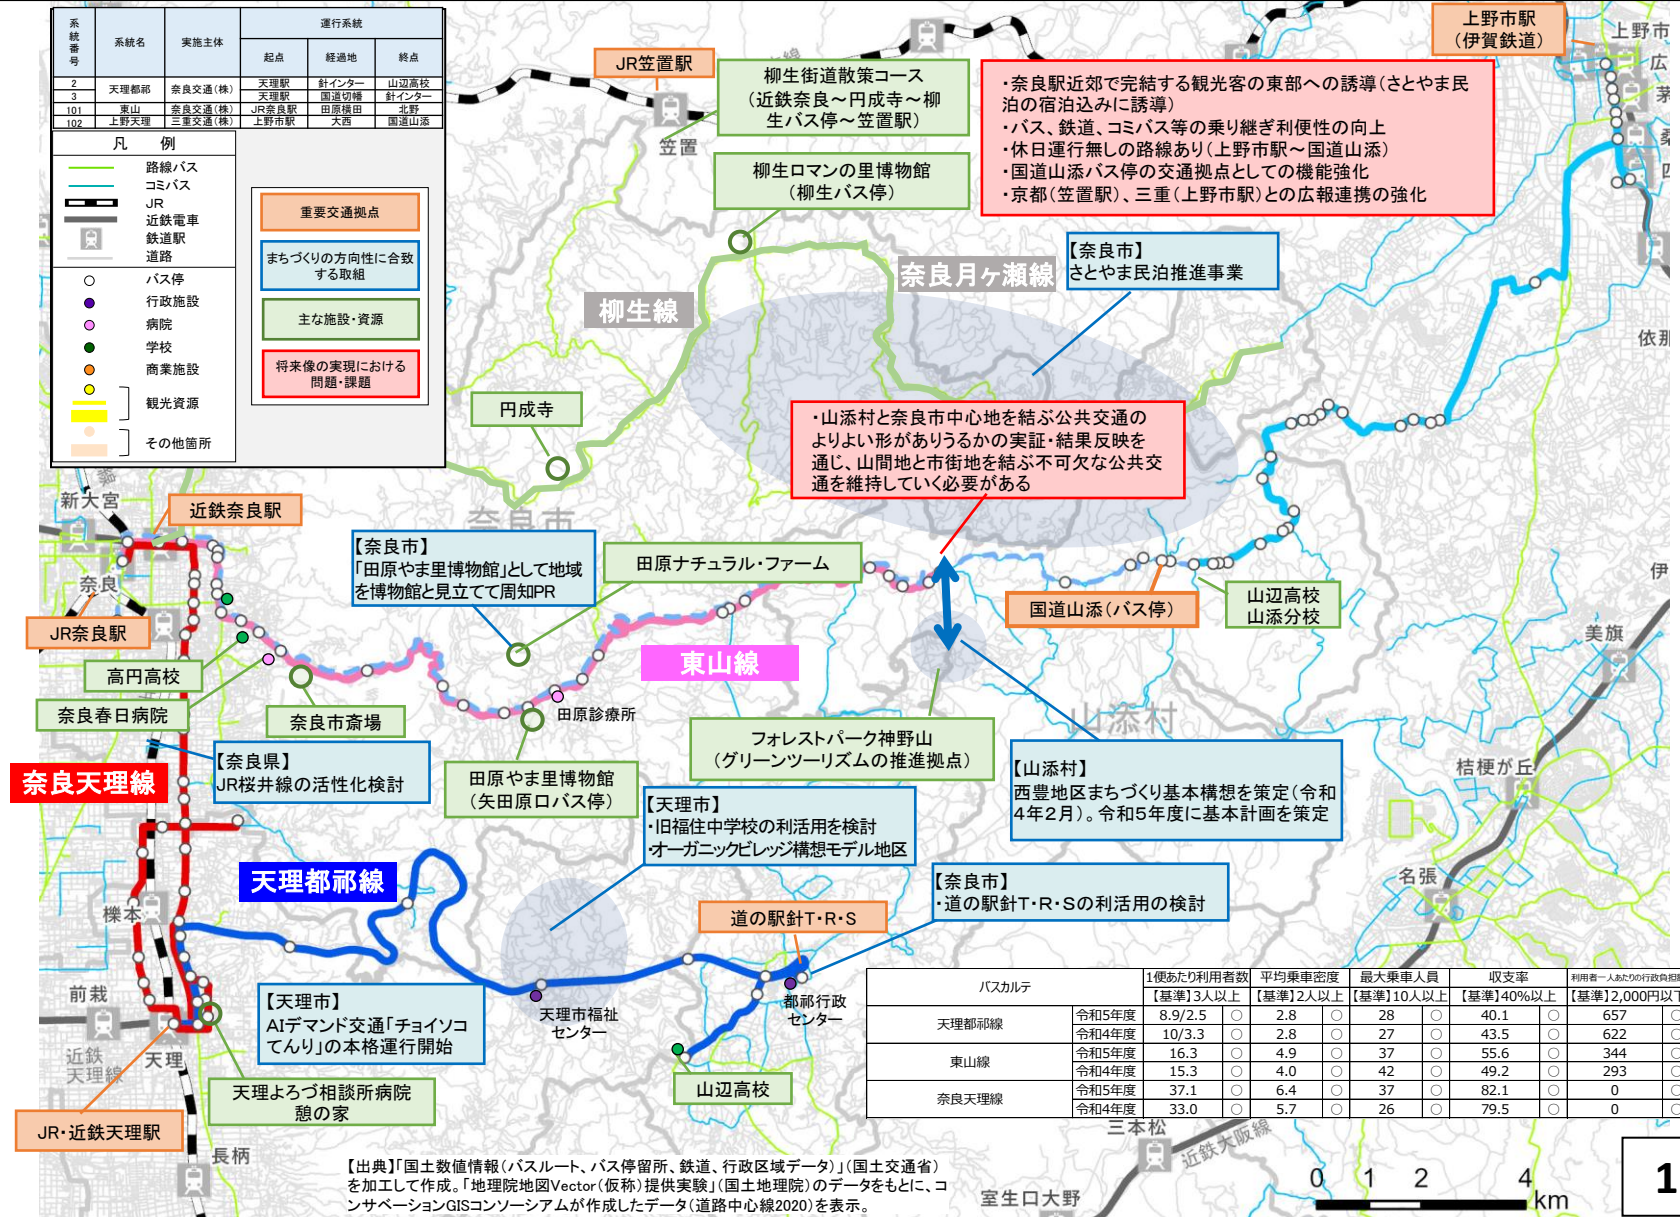 系統番号
系統名
実施主体
運行系統
起点
経過地
終点
2
天理都祁
奈良交通(株)
天理駅
針インター
山辺高校
3
天理駅
国道切幡
針インター
101
東山
奈良交通(株)
JR奈良駅
田原横田
北野
102
上野天理
三重交通(株)
上野市駅
大西
国道山添
凡　例
路線バス
コミバス
JR
近鉄電車
鉄道駅
道路
バス停
行政施設
病院
学校
商業施設
観光資源
その他箇所
重要交通拠点
まちづくりの方向性に合致
する取組
主な施設・資源
将来像の実現における
問題・課題
JR笠置駅
笠置
柳生街道散策コース
(近鉄奈良～円成寺～柳
生バス停～笠置駅)
柳生ロマンの里博物館
(柳生バス停)
上野市駅
(伊賀鉄道)
上野市
広
茅
桑
四
依那
伊
・奈良駅近郊で完結する観光客の東部への誘導(さとやま民
泊の宿泊込みに誘導)
・バス、鉄道、コミバス等の乗り継ぎ利便性の向上
・休日運行無しの路線あり(上野市駅～国道山添)
・国道山添バス停の交通拠点としての機能強化
・京都(笠置駅)、三重(上野市駅)との広報連携の強化
【奈良市】
さとやま民泊推進事業
奈良月ヶ瀬線
柳生線
円成寺
・山添村と奈良市中心地を結ぶ公共交通の
よりよい形がありうるかの実証・結果反映を
通じ、山間地と市街地を結ぶ不可欠な公共交
通を維持していく必要がある
新大宮
近鉄奈良駅
奈良市
【奈良市】
「田原やま里博物館」として地域
を博物館と見立てて周知PR
田原ナチュラル・ファーム
奈良
JR奈良駅
国道山添(バス停)
山辺高校
山添分校
美旗
東山線
高円高校
奈良春日病院
奈良市斎場
田原診療所
山添村
フォレストパーク神野山
(グリーンツーリズムの推進拠点)
【奈良県】
JR桜井線の活性化検討
奈良天理線
田原やま里博物館
(矢田原口バス停)
【山添村】
西豊地区まちづくり基本構想を策定(令和
4年2月)。令和5年度に基本計画を策定
桔梗が丘
【天理市】
・旧福住中学校の利活用を検討
・オーガニックビレッジ構想モデル地区
天理都祁線
【奈良市】
・道の駅針T・R・Sの利活用の検討
名張
櫟本
道の駅針T・R・S
前栽
【天理市】
AIデマンド交通「チョイソコ
てんり」の本格運行開始
天理市福祉
センター
都祁行政
センター
近鉄
天理線
天理
天理よろづ相談所病院
憩の家
山辺高校
JR・近鉄天理駅
長柄
バスカルテ
1便あたり利用者数
平均乗車密度
最大乗車人員
収支率
利用者一人あたりの行政負担額
【基準】3人以上
【基準】2人以上
【基準】10人以上
【基準】40%以上
【基準】2,000円以下
天理都祁線
令和5年度 8.9/2.5 ○ 2.8 ○ 28 ○ 40.1 ○ 657 ○
令和4年度 10/3.3 ○ 2.8 ○ 27 ○ 43.5 ○ 622 ○
東山線
令和5年度 16.3 ○ 4.9 ○ 37 ○ 55.6 ○ 344 ○
令和4年度 15.3 ○ 4.0 ○ 42 ○ 49.2 ○ 293 ○
奈良天理線
令和5年度 37.1 ○ 6.4 ○ 37 ○ 82.1 ○ 0 ○
令和4年度 33.0 ○ 5.7 ○ 26 ○ 79.5 ○ 0 ○
三本松
近鉄大阪線
室生口大野
【出典】「国土数値情報(バスルート、バス停留所、鉄道、行政区域データ)」(国土交通省)
を加工して作成。「地理院地図Vector(仮称)提供実験」(国土地理院)のデータをもとに、コ
ンサベーションGISコンソーシアムが作成したデータ(道路中心線2020)を表示。
0 1 2 4
km
1